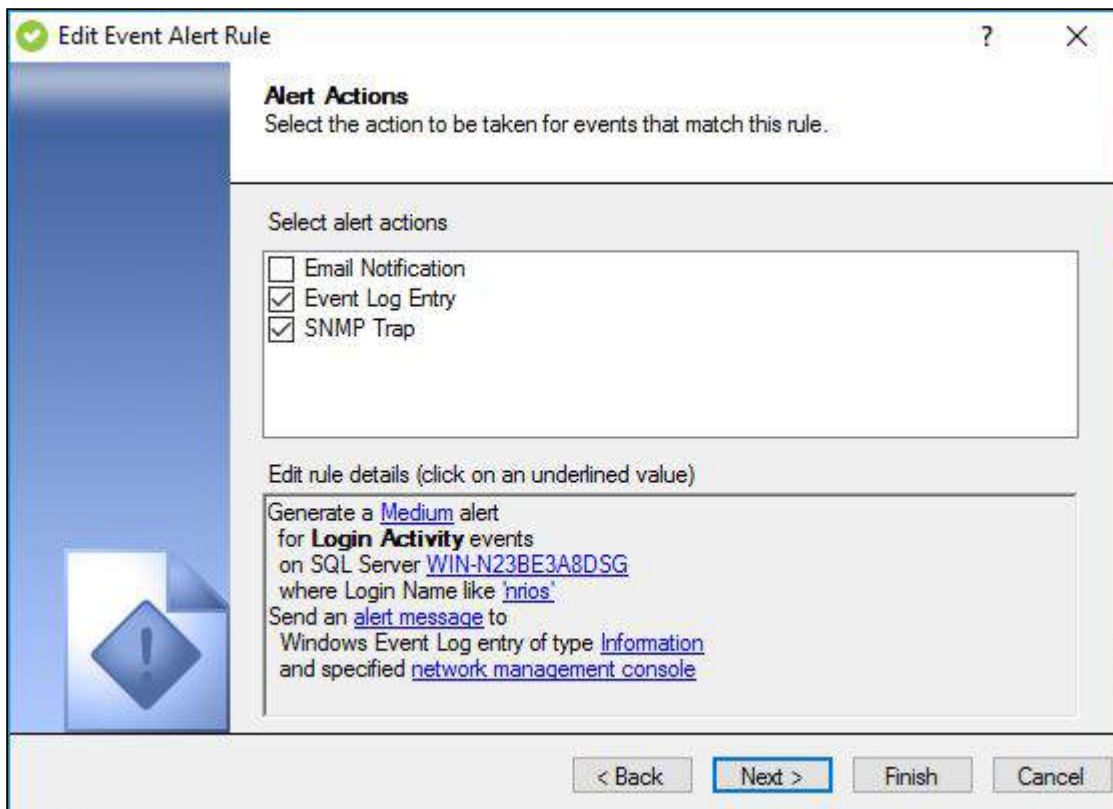 Edit Event Alert Rule
?
Alert Actions
Select the action to be taken for events that match this rule.
Select alert actions
Email Notification
Event Log Entry
SNMP Trap
Edit rule details (click on an underlined value)
Generate a Medium alert
for Login Activity events
on SQL Server WIN-N23BE3A8DSG
where Login Name like 'nrios'
Send an alert message to
Windows Event Log entry of type Information
and specified network management console
< Back Next > Finish Cancel